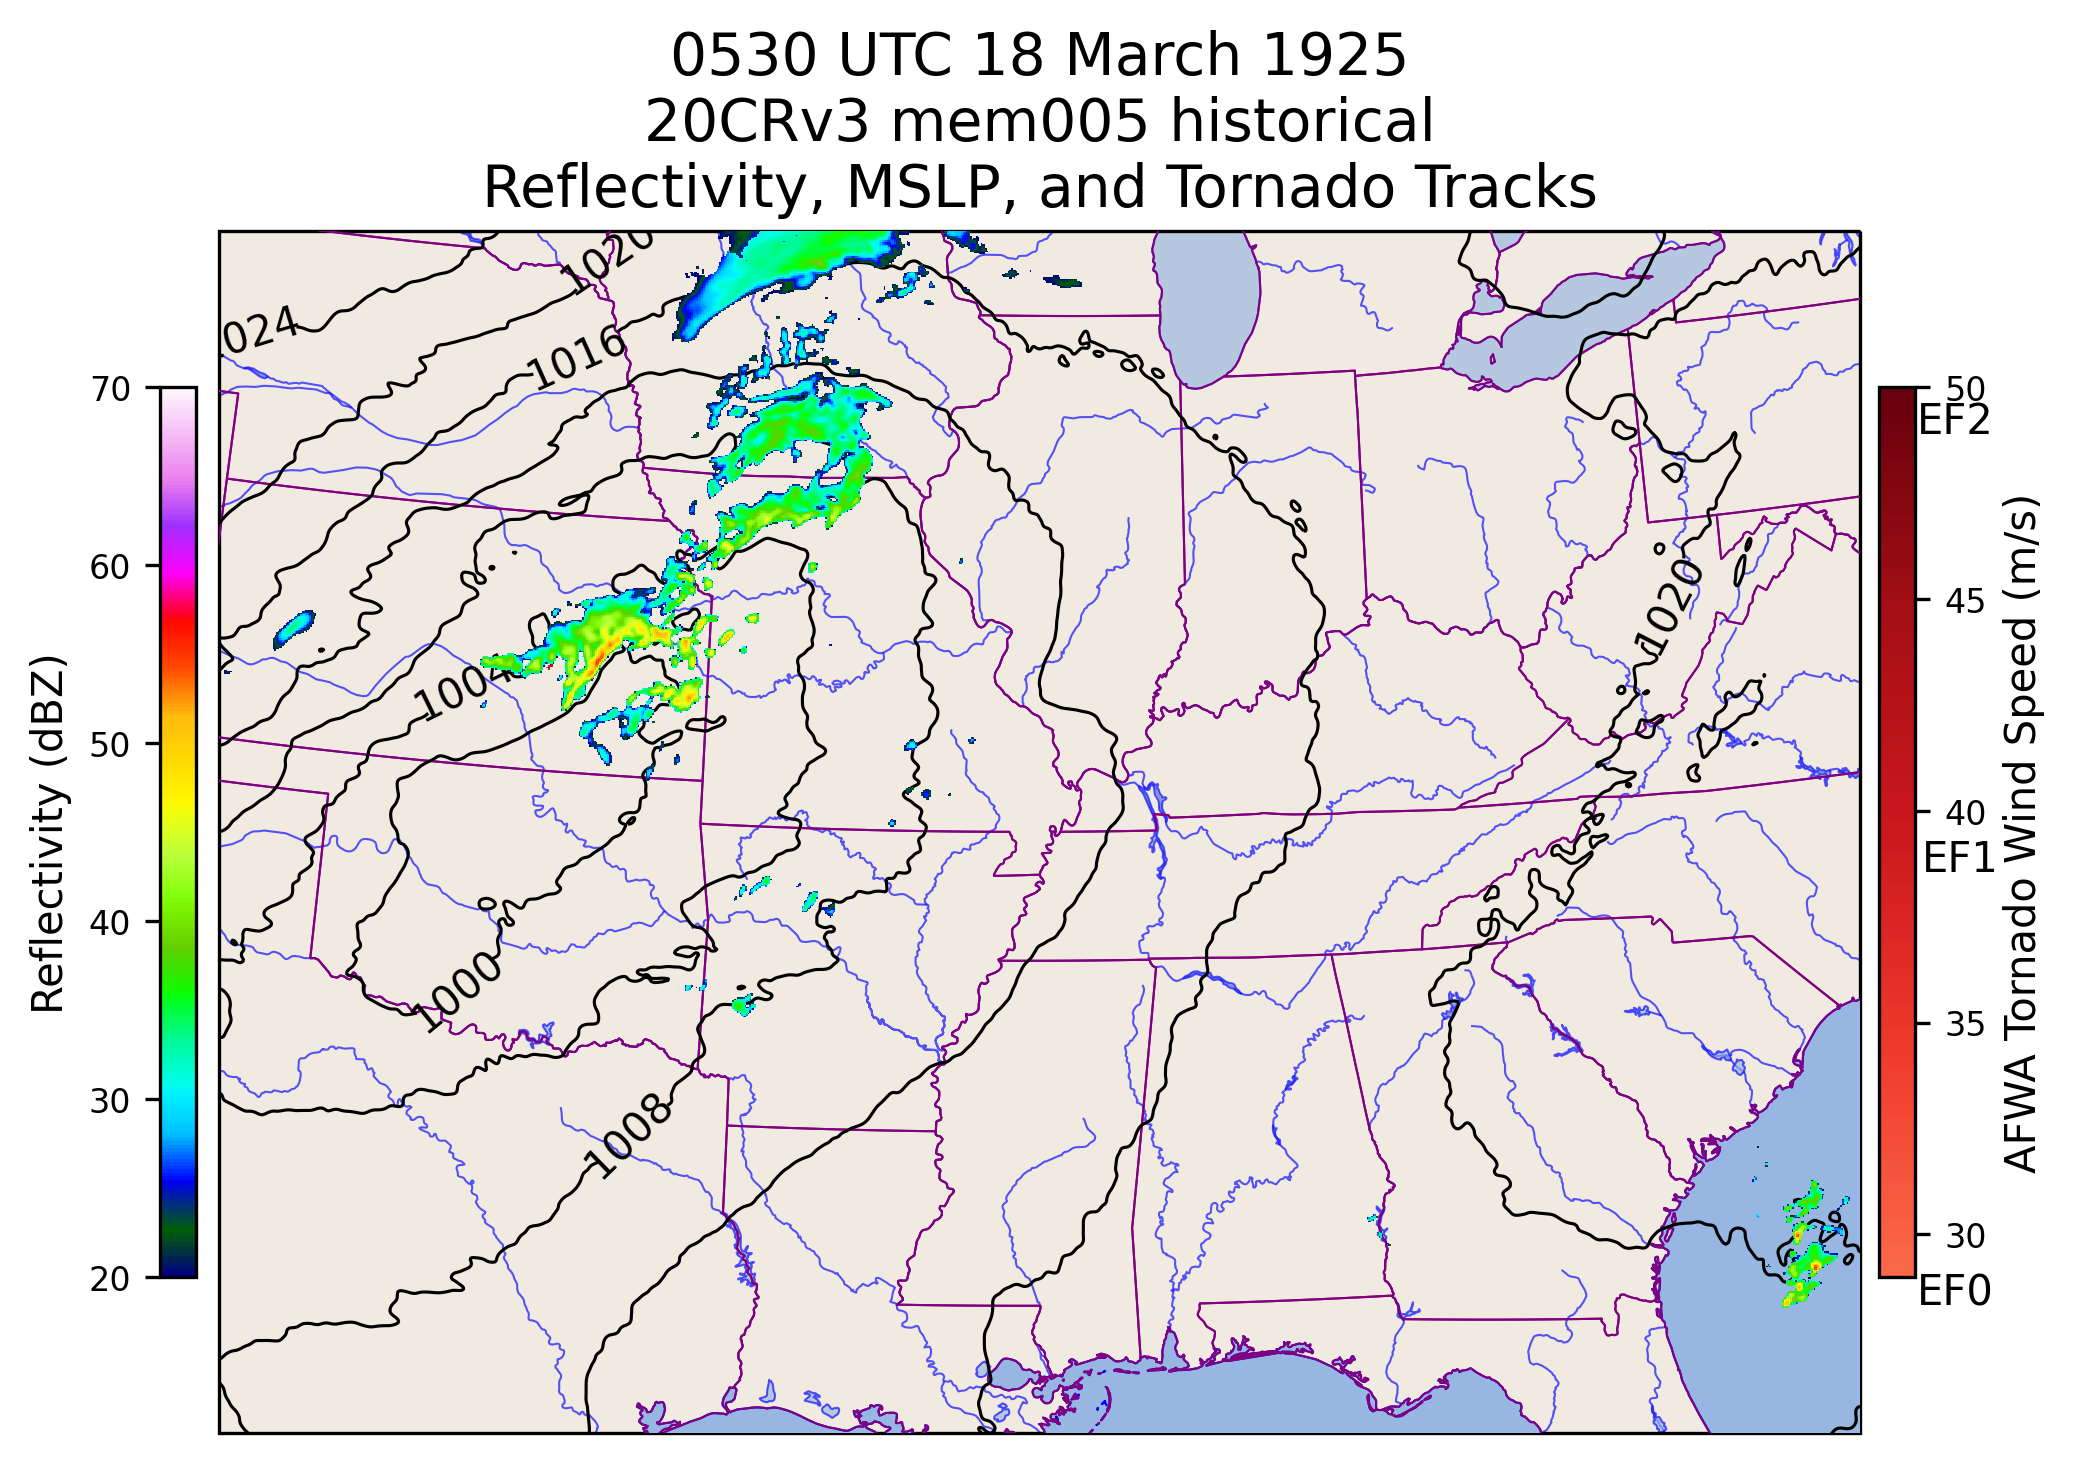 0530 UTC 18 March 1925
20CRv3 mem005 historical
Reflectivity, MSLP, and Tornado Tracks
1020
024
1016
1004
1000
1008
1020
70
60
50
40
30
20
Reflectivity (dBZ)
50
EF2
45
40
EF1
35
30
EF0
AFWA Tornado Wind Speed (m/s)